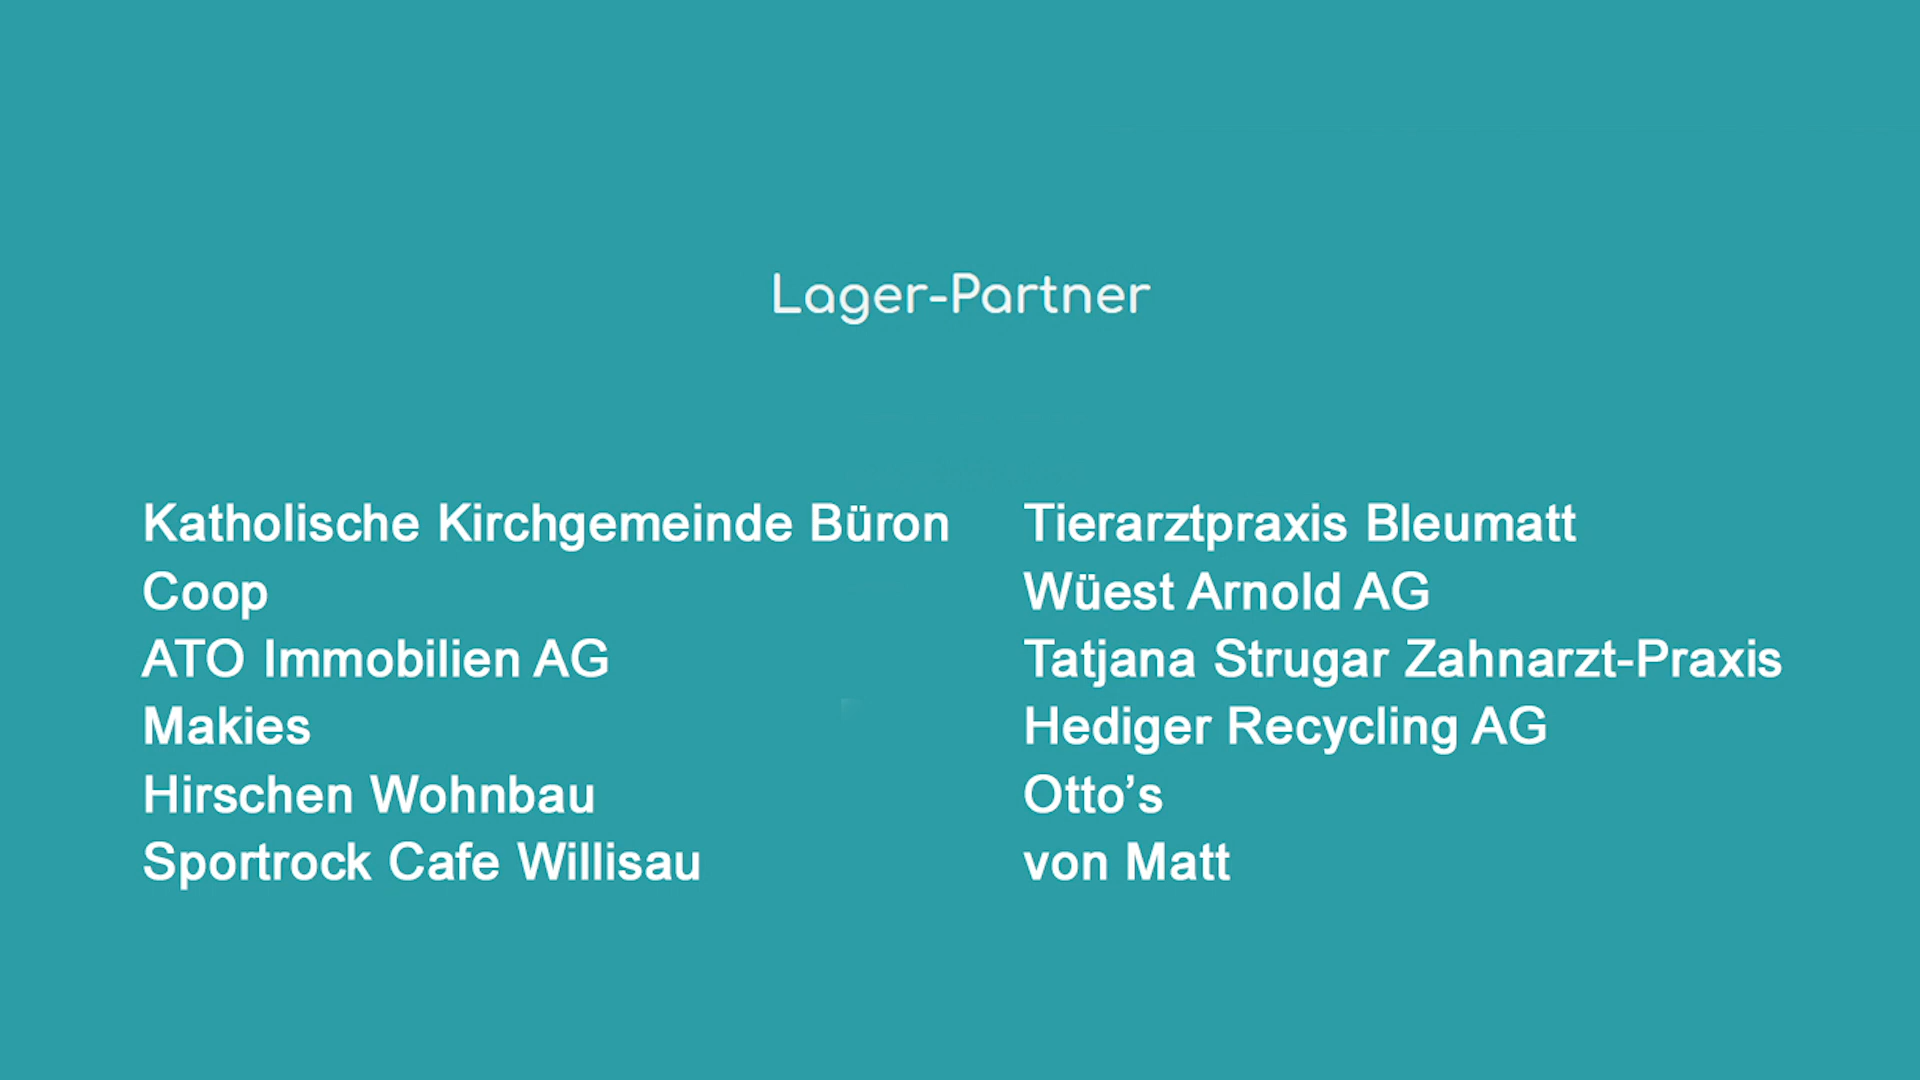 Lager-Partner
Katholische Kirchgemeinde Büron
Coop
ATO Immobilien AG
Makies
Hirschen Wohnbau
Sportrock Cafe Willisau
Tierarztpraxis Bleumatt
Wüest Arnold AG
Tatjana Strugar Zahnarzt-Praxis
Hediger Recycling AG
Otto’s
von Matt